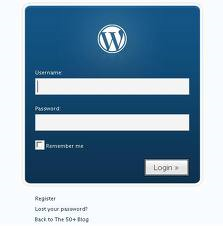 Username:
Password:
Remember me
Login »
Register
Lost your password?
Back to The 50+ Blog